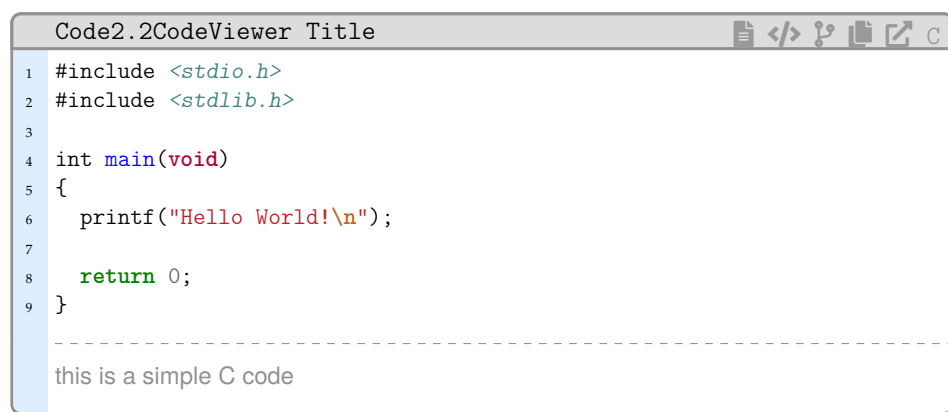 Code2.2CodeViewer Title </> C
1 #include <stdio.h>
2 #include <stdlib.h>
3
4 int main(void)
5 {
6   printf("Hello World!\n");
7
8   return 0;
9 }
this is a simple C code